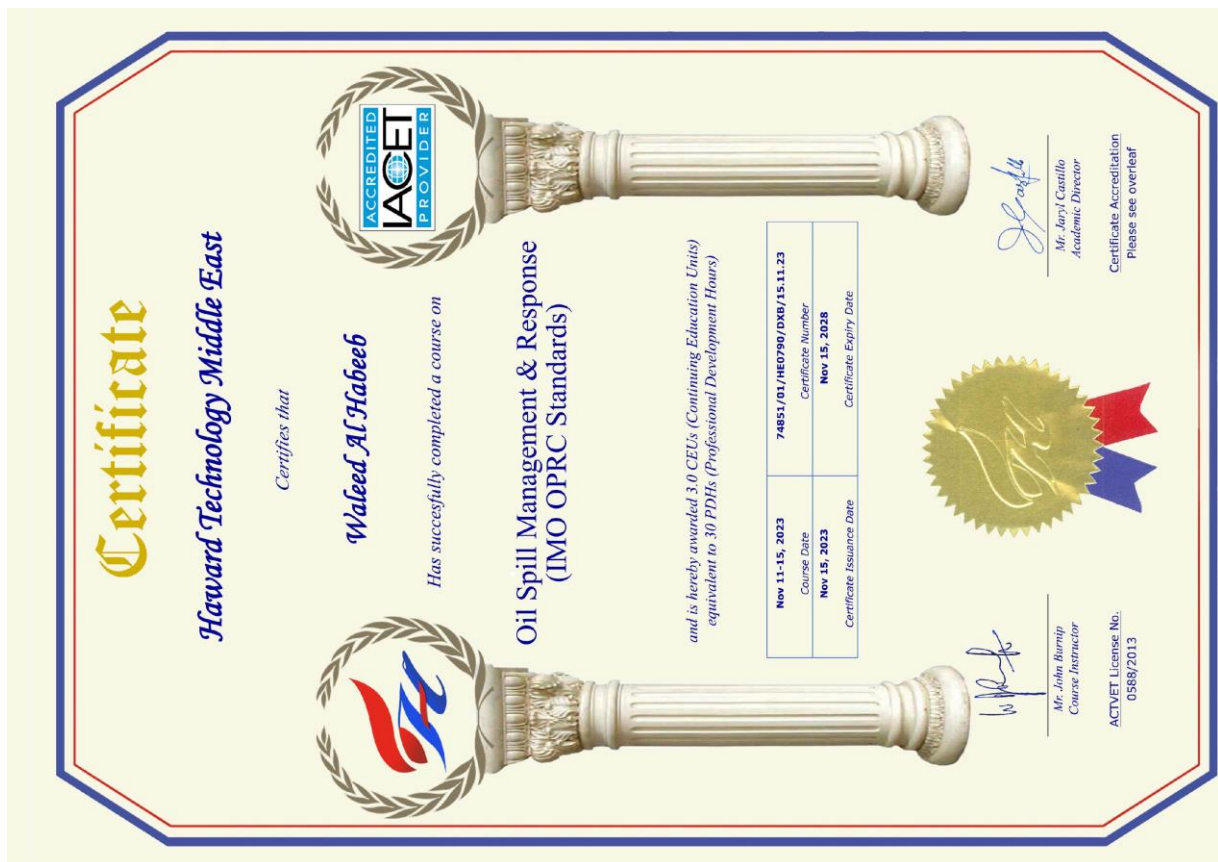 Certificate
Haward Technology Middle East
Certifies that
ACCREDITED
IACET
PROVIDER
Waleed Al Habeeb
Has succesfully completed a course on
Oil Spill Management & Response
(IMO OPRC Standards)
and is hereby awarded 3.0 CEUs (Continuing Education Units)
equivalent to 30 PDHs (Professional Development Hours)
Nov 11-15, 2023
74851/01/HE0790/DXB/15.11.23
Course Date
Certificate Number
Nov 15, 2023
Nov 15, 2028
Certificate Issuance Date
Certificate Expiry Date
Mr. John Burnip
Course Instructor
ACTVET License No.
0588/2013
Mr. Jaryl Castillo
Academic Director
Certificate Accreditation
Please see overleaf